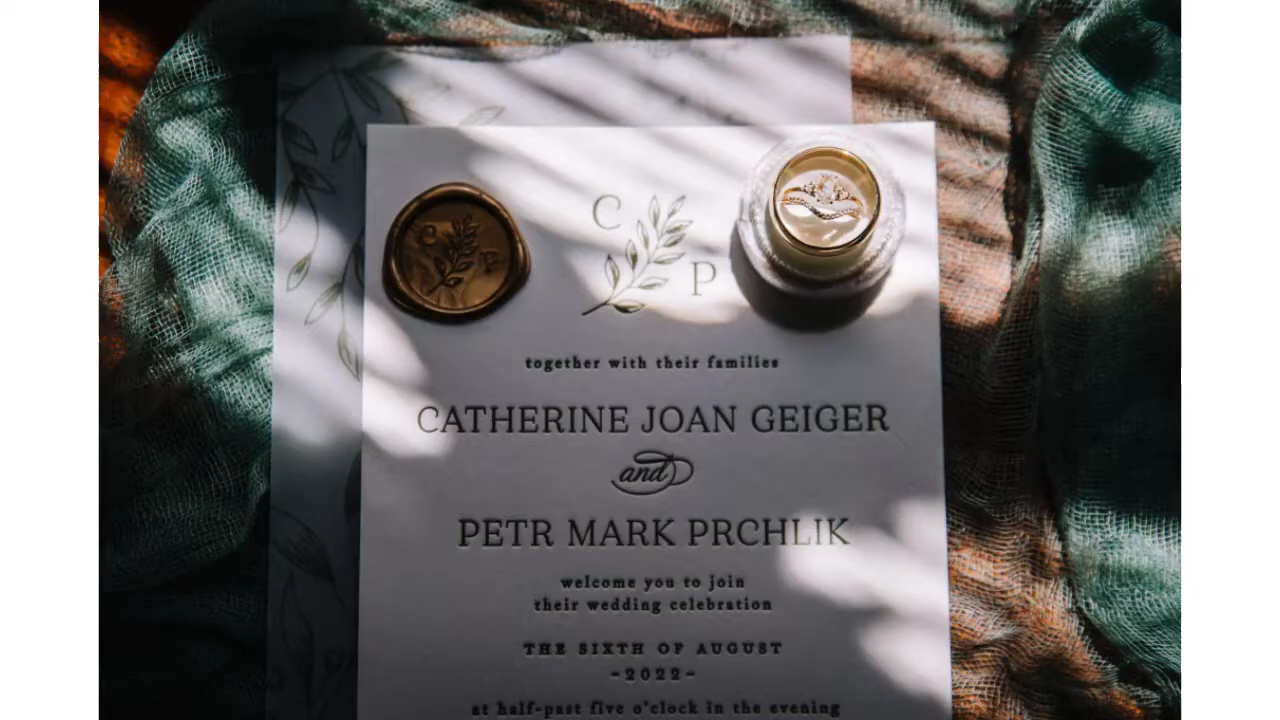 C P
C
P
together with their families
CATHERINE JOAN GEIGER
and
PETR MARK PRCHLIK
welcome you to join
their wedding celebration
THE SIXTH OF AUGUST
-2022-
at half-past five o'clock in the evening